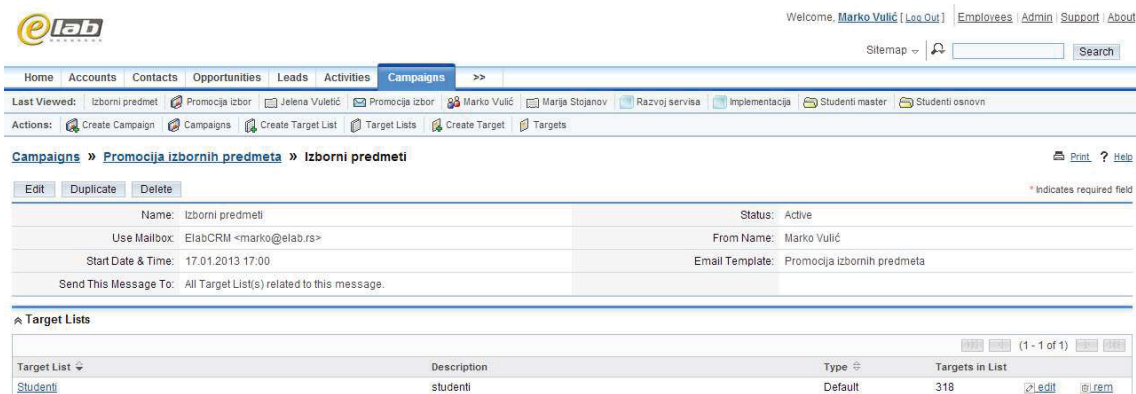 elab
Welcome, Marko Vulić [ Log Out ] Employees | Admin | Support | About
Sitemap Search
Home Accounts Contacts Opportunities Leads Activities Campaigns >>
Last Viewed: Izborni predmet Promocija izbor Jelena Vuletić Promocija izbor Marko Vulić Marija Stojanov Razvoj servisa Implementacija Studenti master Studenti osnovn
Actions: Create Campaign Campaigns Create Target List Target Lists Create Target Targets
Campaigns » Promocija izbornih predmeta » Izborni predmeti Print ? Help
Edit Duplicate Delete * Indicates required field
Name: Izborni predmeti Status: Active
Use Mailbox: ElabCRM <marko@elab.rs> From Name: Marko Vulić
Start Date & Time: 17.01.2013 17:00 Email Template: Promocija izbornih predmeta
Send This Message To: All Target List(s) related to this message.
Target Lists
(1 - 1 of 1)
Target List Description Type Targets in List
Studenti studenti Default 318 edit rem